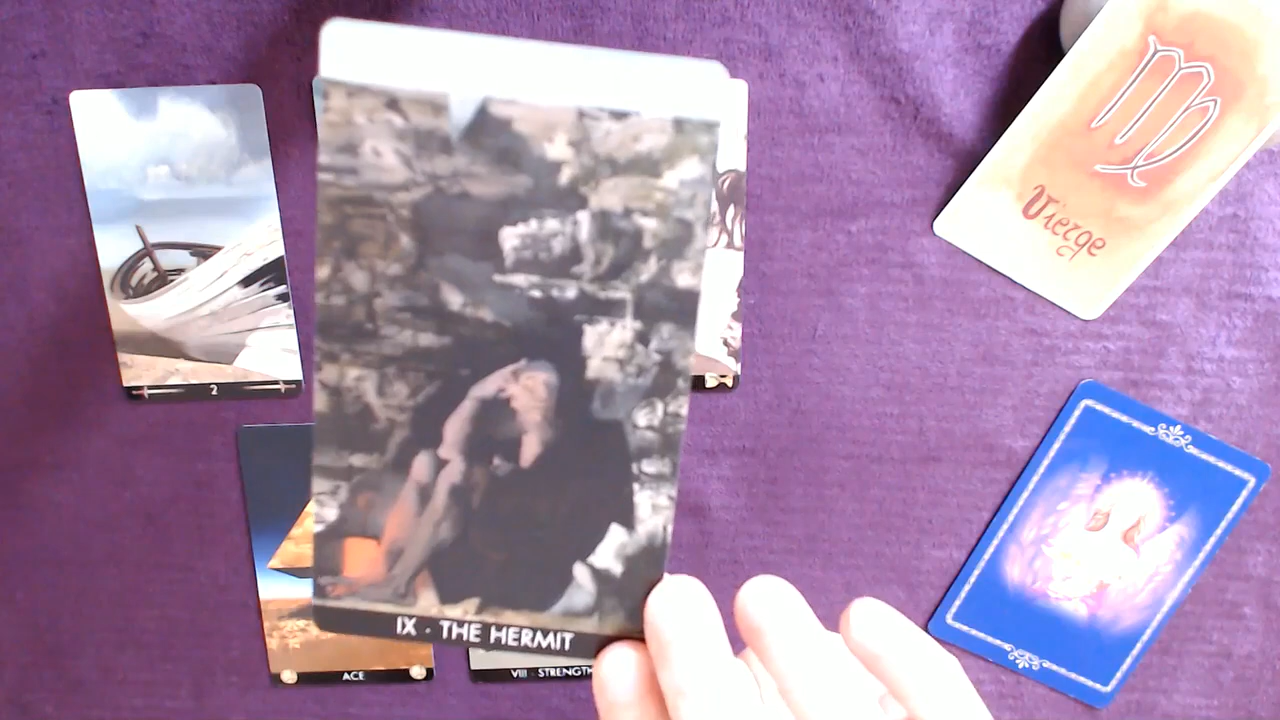 Vierge
2
IX · THE HERMIT
ACE
VIII · STRENGTH